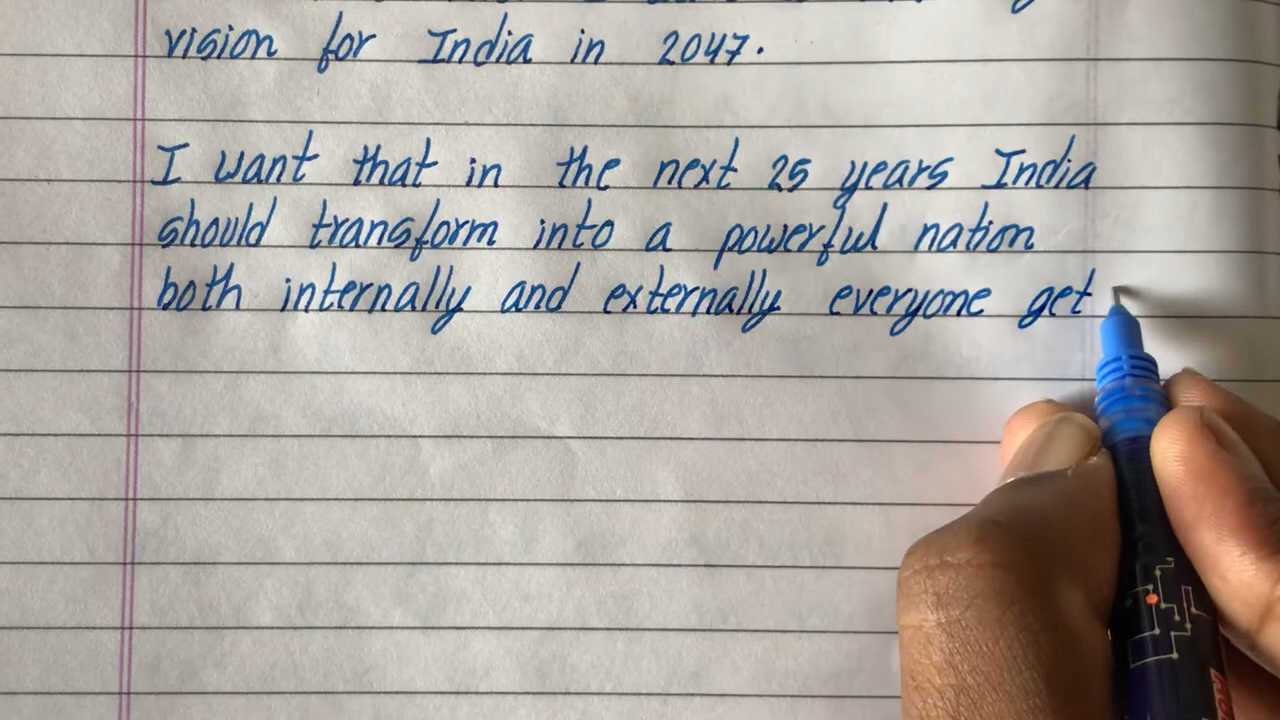 vision for India in 2047.
I want that in the next 25 years India
should transform into a powerful nation
both internally and externally everyone get